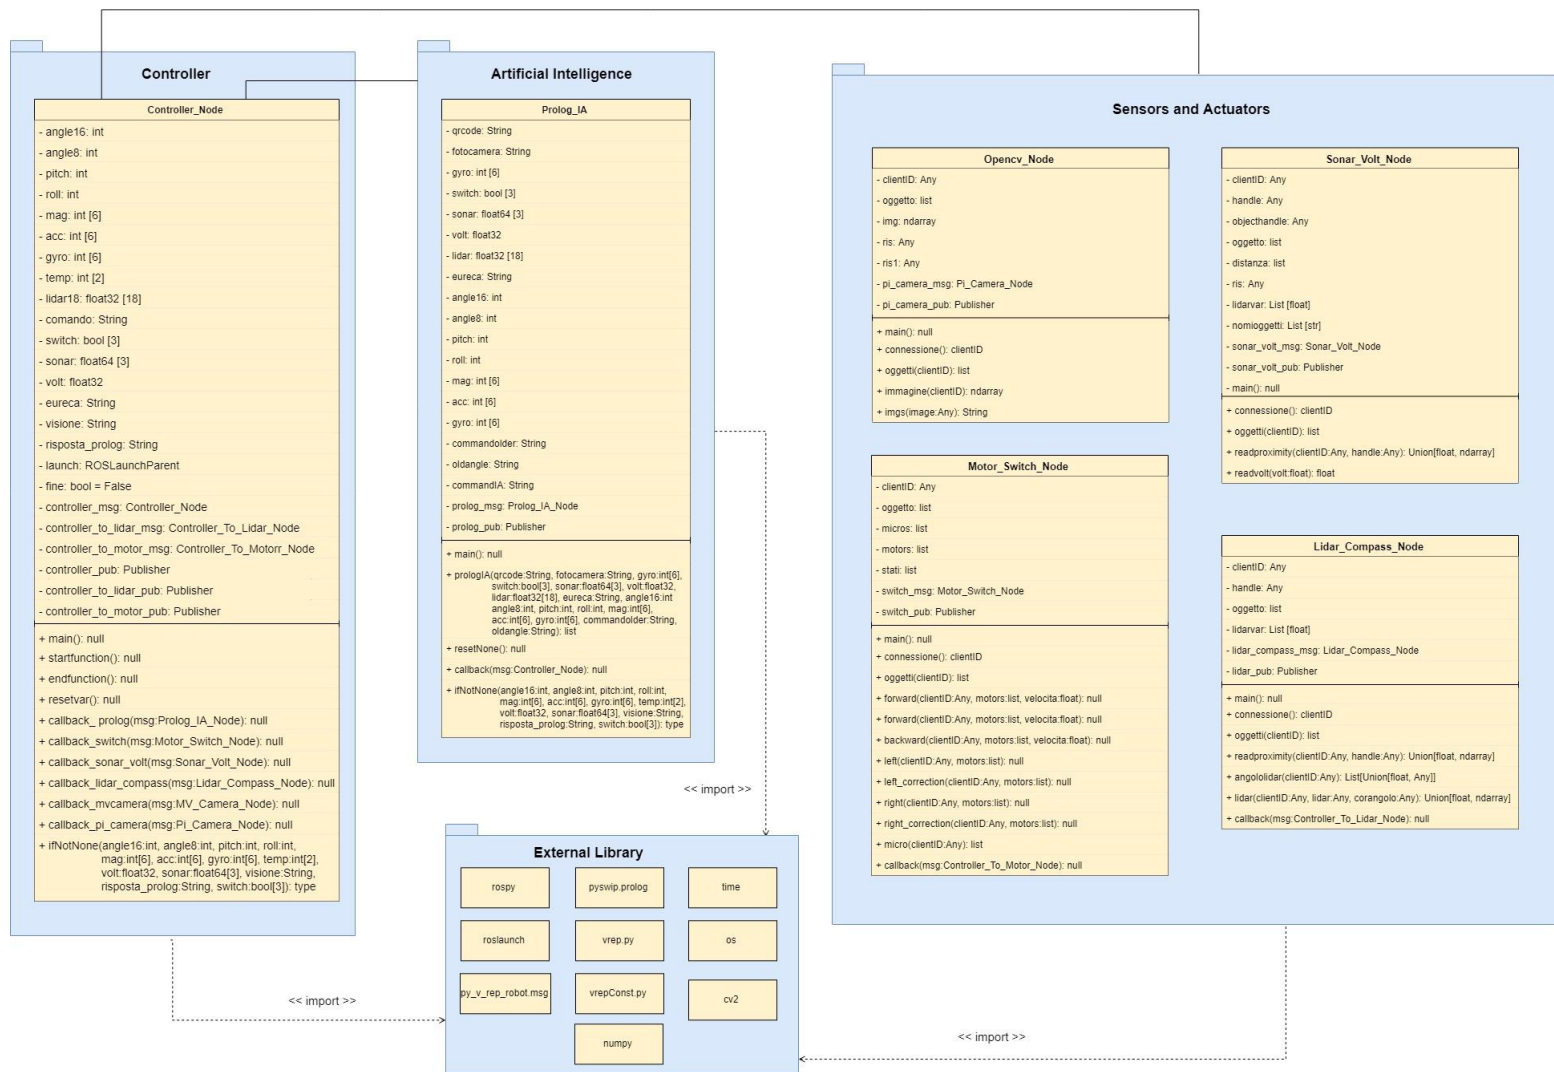 Controller
Controller_Node
- angle16: int
- angle8: int
- pitch: int
- roll: int
- mag: int [6]
- acc: int [6]
- gyro: int [6]
- temp: int [2]
- lidar18: float32 [18]
- comando: String
- switch: bool [3]
- sonar: float64 [3]
- volt: float32
- eureca: String
- visione: String
- risposta_prolog: String
- launch: ROSLaunchParent
- fine: bool = False
- controller_msg: Controller_Node
- controller_to_lidar_msg: Controller_To_Lidar_Node
- controller_to_motor_msg: Controller_To_Motorr_Node
- controller_pub: Publisher
- controller_to_lidar_pub: Publisher
- controller_to_motor_pub: Publisher
+ main(): null
+ startfunction(): null
+ endfunction(): null
+ resetvar(): null
+ callback_ prolog(msg:Prolog_IA_Node): null
+ callback_switch(msg:Motor_Switch_Node): null
+ callback_sonar_volt(msg:Sonar_Volt_Node): null
+ callback_lidar_compass(msg:Lidar_Compass_Node): null
+ callback_mvcamera(msg:MV_Camera_Node): null
+ callback_pi_camera(msg:Pi_Camera_Node): null
+ ifNotNone(angle16:int, angle8:int, pitch:int, roll:int,
mag:int[6], acc:int[6], gyro:int[6], temp:int[2],
volt:float32, sonar:float64[3], visione:String,
risposta_prolog:String, switch:bool[3]): type
Artificial Intelligence
Prolog_IA
- qrcode: String
- fotocamera: String
- gyro: int [6]
- switch: bool [3]
- sonar: float64 [3]
- volt: float32
- lidar: float32 [18]
- eureca: String
- angle16: int
- angle8: int
- pitch: int
- roll: int
- mag: int [6]
- acc: int [6]
- gyro: int [6]
- commandolder: String
- oldangle: String
- commandIA: String
- prolog_msg: Prolog_IA_Node
- prolog_pub: Publisher
+ main(): null
+ prologIA(qrcode:String, fotocamera:String, gyro:int[6],
switch:bool[3], sonar:float64[3], volt:float32,
lidar:float32[18], eureca:String, angle16:int
angle8:int, pitch:int, roll:int, mag:int[6],
acc:int[6], gyro:int[6], commandolder:String,
oldangle:String): list
+ resetNone(): null
+ callback(msg:Controller_Node): null
+ ifNotNone(angle16:int, angle8:int, pitch:int, roll:int,
mag:int[6], acc:int[6], gyro:int[6], temp:int[2],
volt:float32, sonar:float64[3], visione:String,
risposta_prolog:String, switch:bool[3]): type
Sensors and Actuators
Opencv_Node
- clientID: Any
- oggetto: list
- img: ndarray
- ris: Any
- ris1: Any
- pi_camera_msg: Pi_Camera_Node
- pi_camera_pub: Publisher
+ main(): null
+ connessione(): clientID
+ oggetti(clientID): list
+ immagine(clientID): ndarray
+ imgs(image:Any): String
Sonar_Volt_Node
- clientID: Any
- handle: Any
- objecthandle: Any
- oggetto: list
- distanza: list
- ris: Any
- lidarvar: List [float]
- nomioggetti: List [str]
- sonar_volt_msg: Sonar_Volt_Node
- sonar_volt_pub: Publisher
- main(): null
+ connessione(): clientID
+ oggetti(clientID): list
+ readproximity(clientID:Any, handle:Any): Union[float, ndarray]
+ readvolt(volt:float): float
Motor_Switch_Node
- clientID: Any
- oggetto: list
- micros: list
- motors: list
- stati: list
- switch_msg: Motor_Switch_Node
- switch_pub: Publisher
+ main(): null
+ connessione(): clientID
+ oggetti(clientID): list
+ forward(clientID:Any, motors:list, velocita:float): null
+ forward(clientID:Any, motors:list, velocita:float): null
+ backward(clientID:Any, motors:list, velocita:float): null
+ left(clientID:Any, motors:list): null
+ left_correction(clientID:Any, motors:list): null
+ right(clientID:Any, motors:list): null
+ right_correction(clientID:Any, motors:list): null
+ micro(clientID:Any): list
+ callback(msg:Controller_To_Motor_Node): null
Lidar_Compass_Node
- clientID: Any
- handle: Any
- oggetto: list
- lidarvar: List [float]
- lidar_compass_msg: Lidar_Compass_Node
- lidar_pub: Publisher
+ main(): null
+ connessione(): clientID
+ oggetti(clientID): list
+ readproximity(clientID:Any, handle:Any): Union[float, ndarray]
+ angololidar(clientID:Any): List[Union[float, Any]]
+ lidar(clientID:Any, lidar:Any, corangolo:Any): Union[float, ndarray]
+ callback(msg:Controller_To_Lidar_Node): null
<< import >>
<< import >>
<< import >>
External Library
rospy
pyswip.prolog
time
roslaunch
vrep.py
os
py_v_rep_robot.msg
vrepConst.py
cv2
numpy